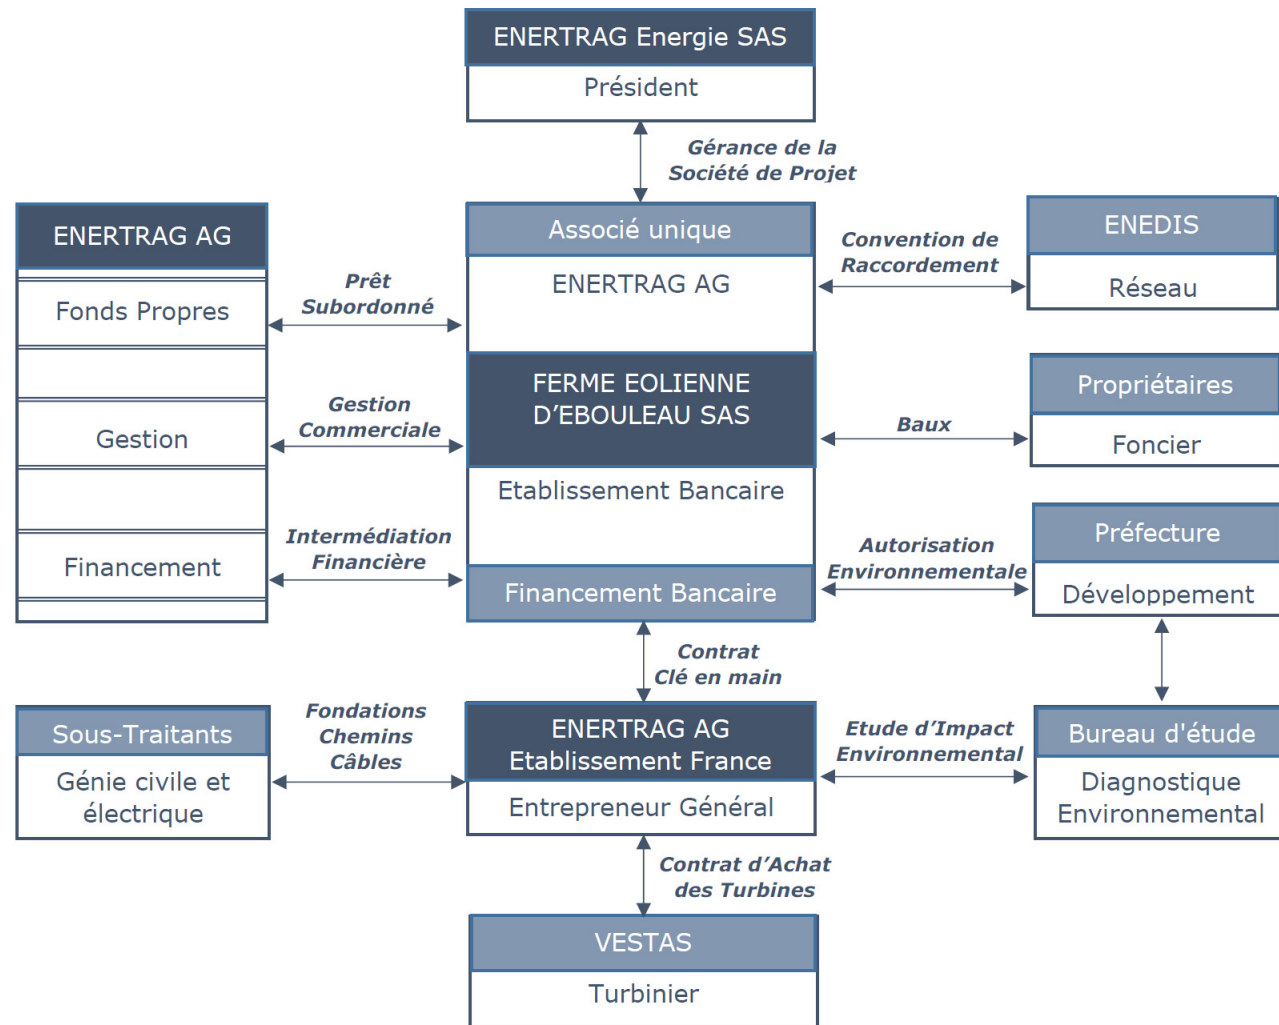 ENERTRAG Energie SAS
Président
Gérance de la
Société de Projet
ENERTRAG AG
Fonds Propres
Gestion
Financement
Prêt
Subordonné
Gestion
Commerciale
Intermédiation
Financière
Associé unique
ENERTRAG AG
FERME EOLIENNE
D'EBOULEAU SAS
Etablissement Bancaire
Financement Bancaire
Convention de
Raccordement
Baux
Autorisation
Environnementale
ENEDIS
Réseau
Propriétaires
Foncier
Préfecture
Développement
Contrat
Clé en main
Sous-Traitants
Génie civile et
électrique
Fondations
Chemins
Câbles
ENERTRAG AG
Etablissement France
Entrepreneur Général
Etude d'Impact
Environnemental
Bureau d'étude
Diagnostique
Environnemental
Contrat d'Achat
des Turbines
VESTAS
Turbinier